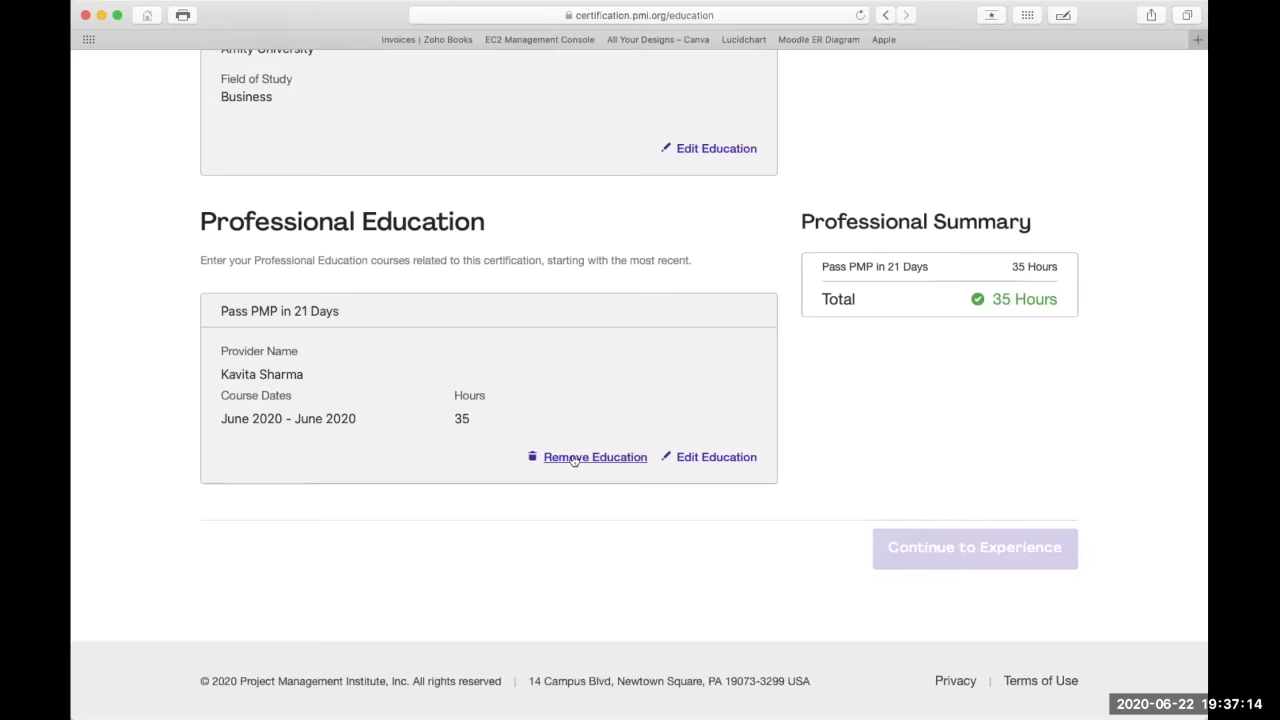 certification.pmi.org/education
Invoices | Zoho Books EC2 Management Console All Your Designs – Canva Lucidchart Moodle ER Diagram Apple
Amity University
Field of Study
Business
Edit Education
Professional Education
Enter your Professional Education courses related to this certification, starting with the most recent.
Pass PMP in 21 Days
Provider Name
Kavita Sharma
Course Dates Hours
June 2020 - June 2020 35
Remove Education Edit Education
Professional Summary
Pass PMP in 21 Days 35 Hours
Total 35 Hours
Continue to Experience
© 2020 Project Management Institute, Inc. All rights reserved | 14 Campus Blvd, Newtown Square, PA 19073-3299 USA Privacy | Terms of Use
2020-06-22 19:37:14